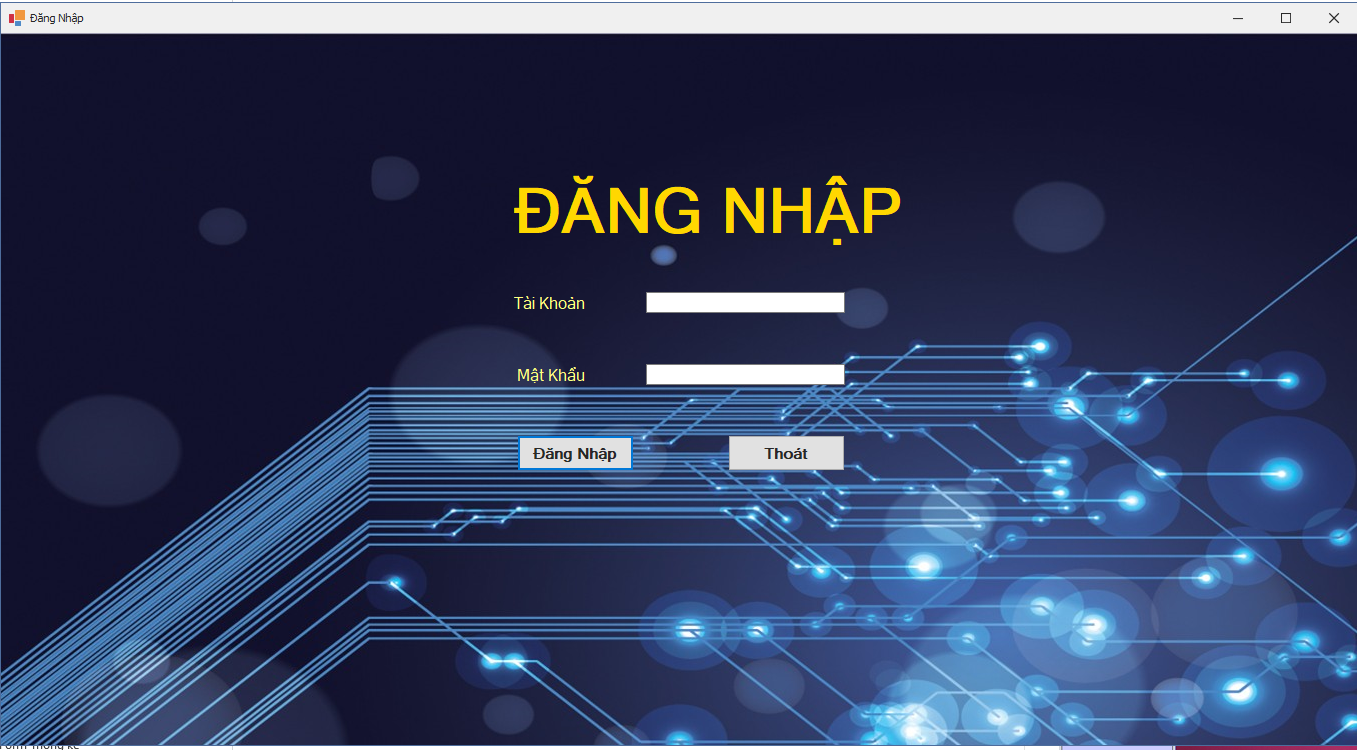 Đăng Nhập
ĐĂNG NHẬP
Tài Khoản
Mật Khẩu
Đăng Nhập
Thoát